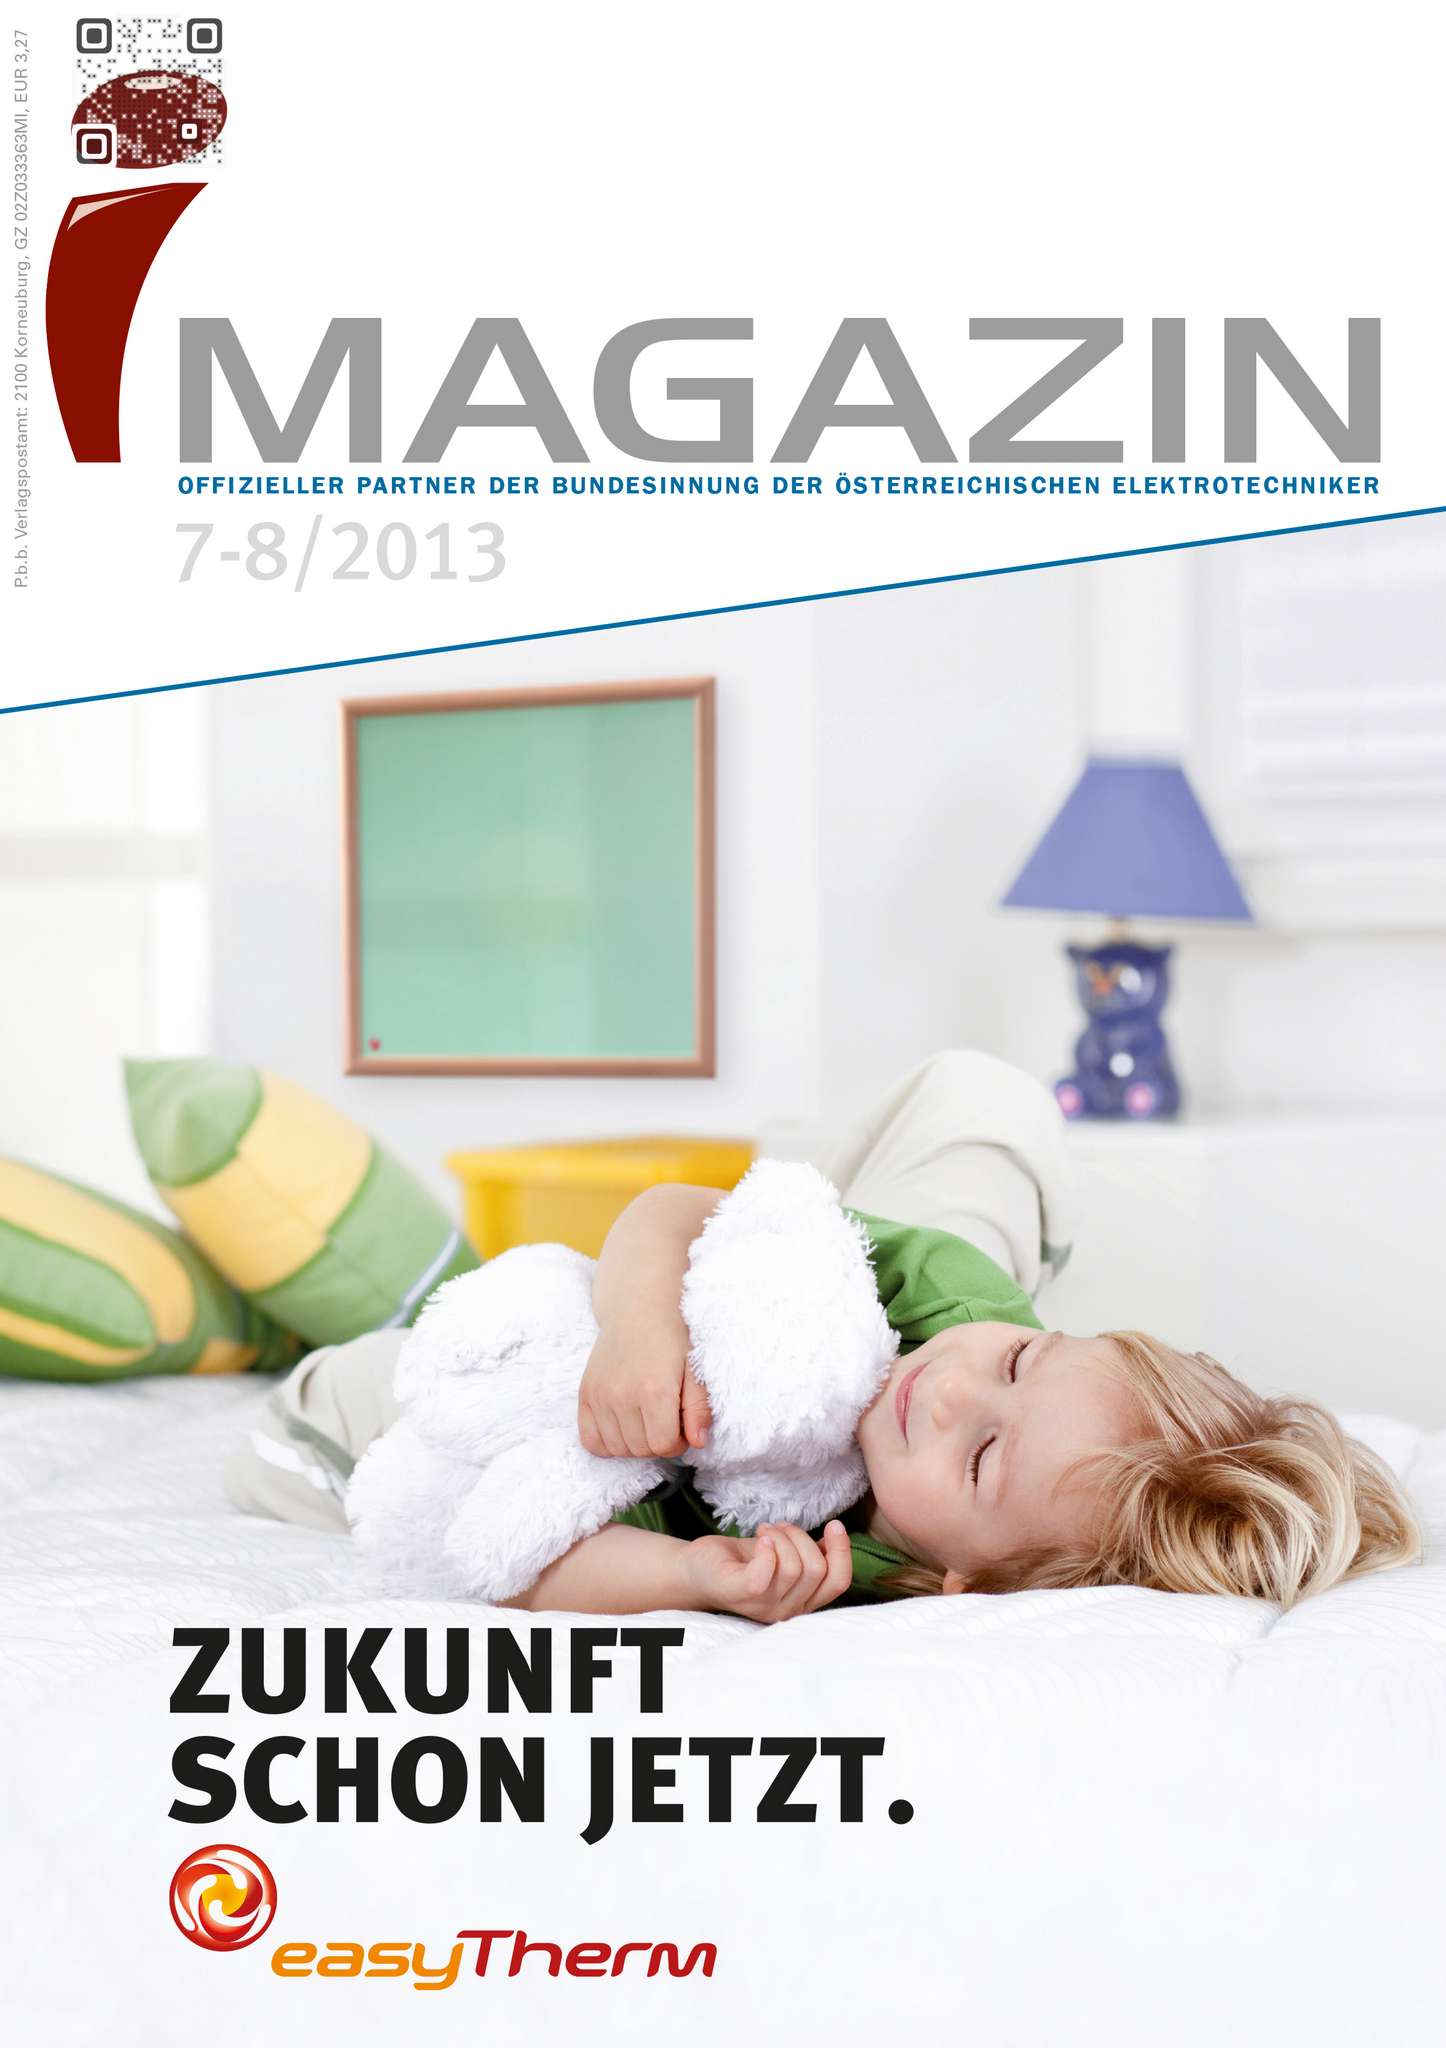 P.b.b. Verlagspostamt: 2100 Korneuburg, GZ 02Z033363MI, EUR 3,27
i MAGAZIN
OFFIZIELLER PARTNER DER BUNDESINNUNG DER ÖSTERREICHISCHEN ELEKTROTECHNIKER
7-8/2013
ZUKUNFT
SCHON JETZT.
easyTherm